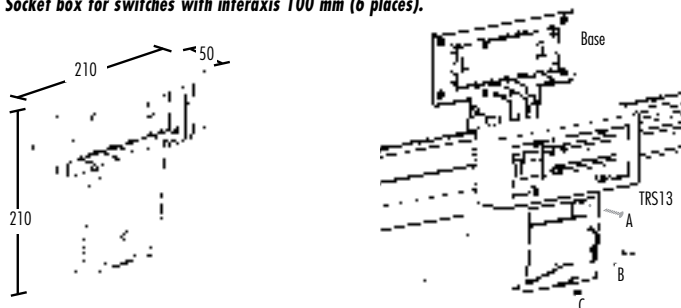 Socket box for switches with interaxis 100 mm (6 places).
210
50
210
Base
TRS13
A
B
C